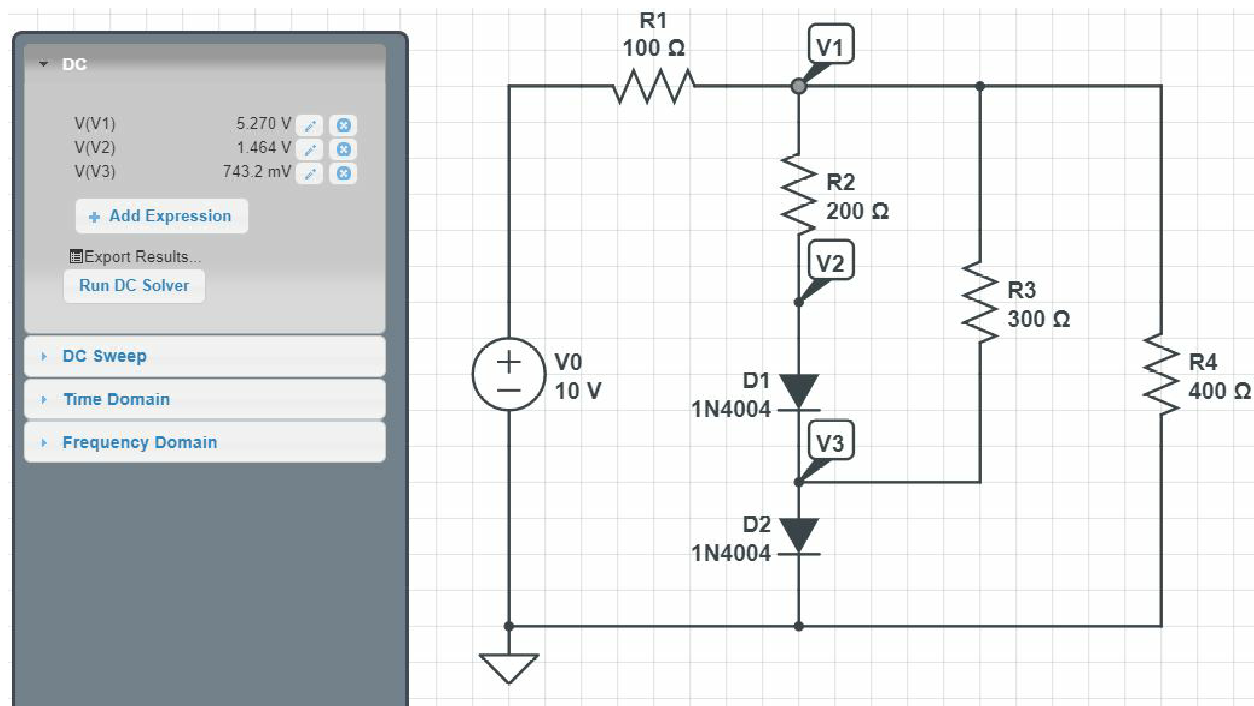 DC
V(V1) 5.270 V
V(V2) 1.464 V
V(V3) 743.2 mV
+ Add Expression
Export Results...
Run DC Solver
DC Sweep
Time Domain
Frequency Domain
R1
100 Ω
V1
R2
200 Ω
V2
R3
300 Ω
V0
10 V
D1
1N4004
R4
400 Ω
V3
D2
1N4004